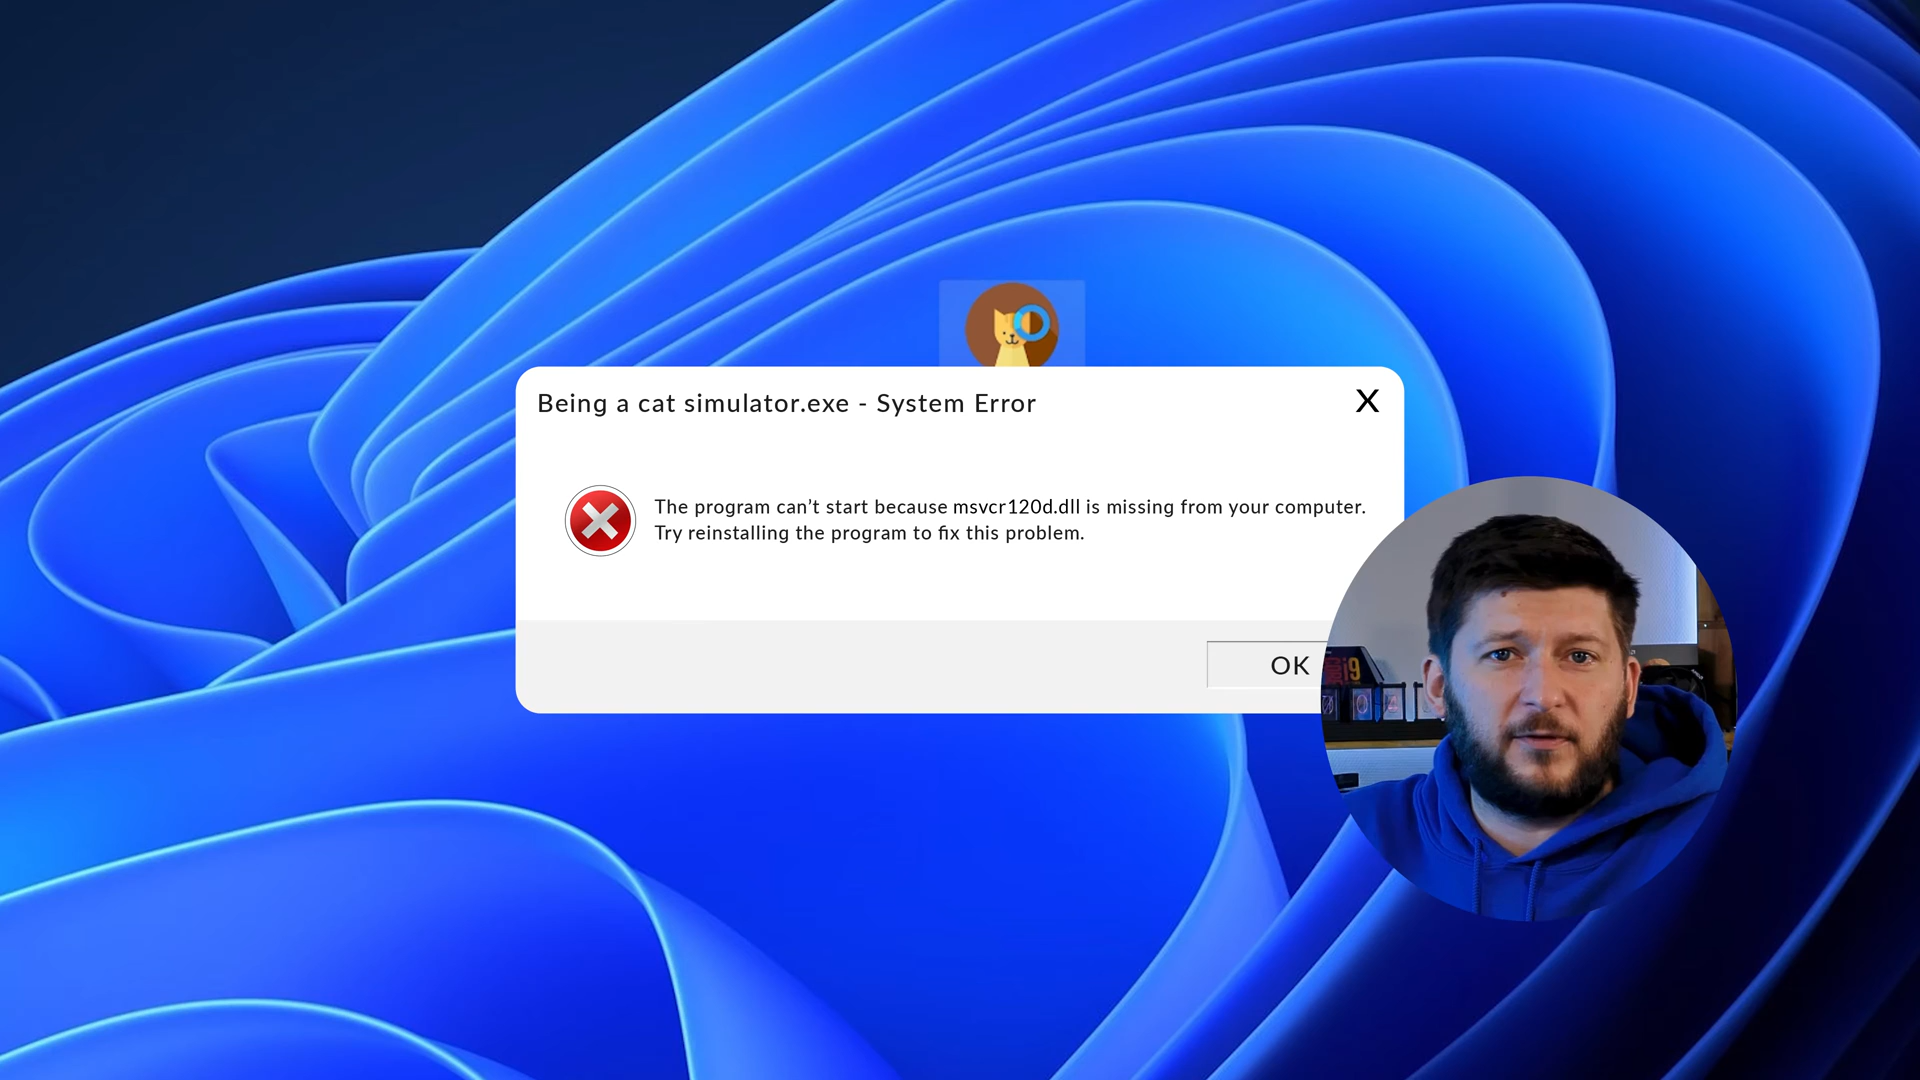 Being a cat simulator.exe - System Error
X
The program can’t start because msvcr120d.dll is missing from your computer.
Try reinstalling the program to fix this problem.
OK
i9